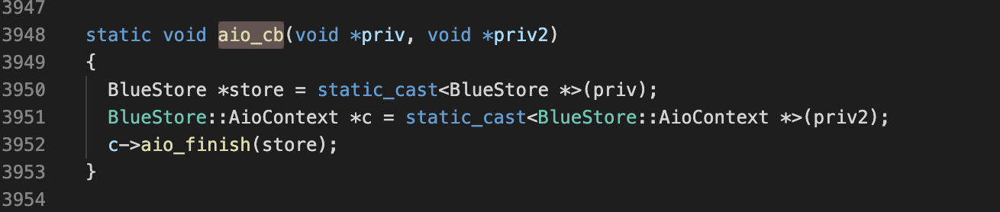 3947
3948 static void aio_cb(void *priv, void *priv2)
3949 {
3950 BlueStore *store = static_cast<BlueStore *>(priv);
3951 BlueStore::AioContext *c = static_cast<BlueStore::AioContext *>(priv2);
3952 c->aio_finish(store);
3953 }
3954